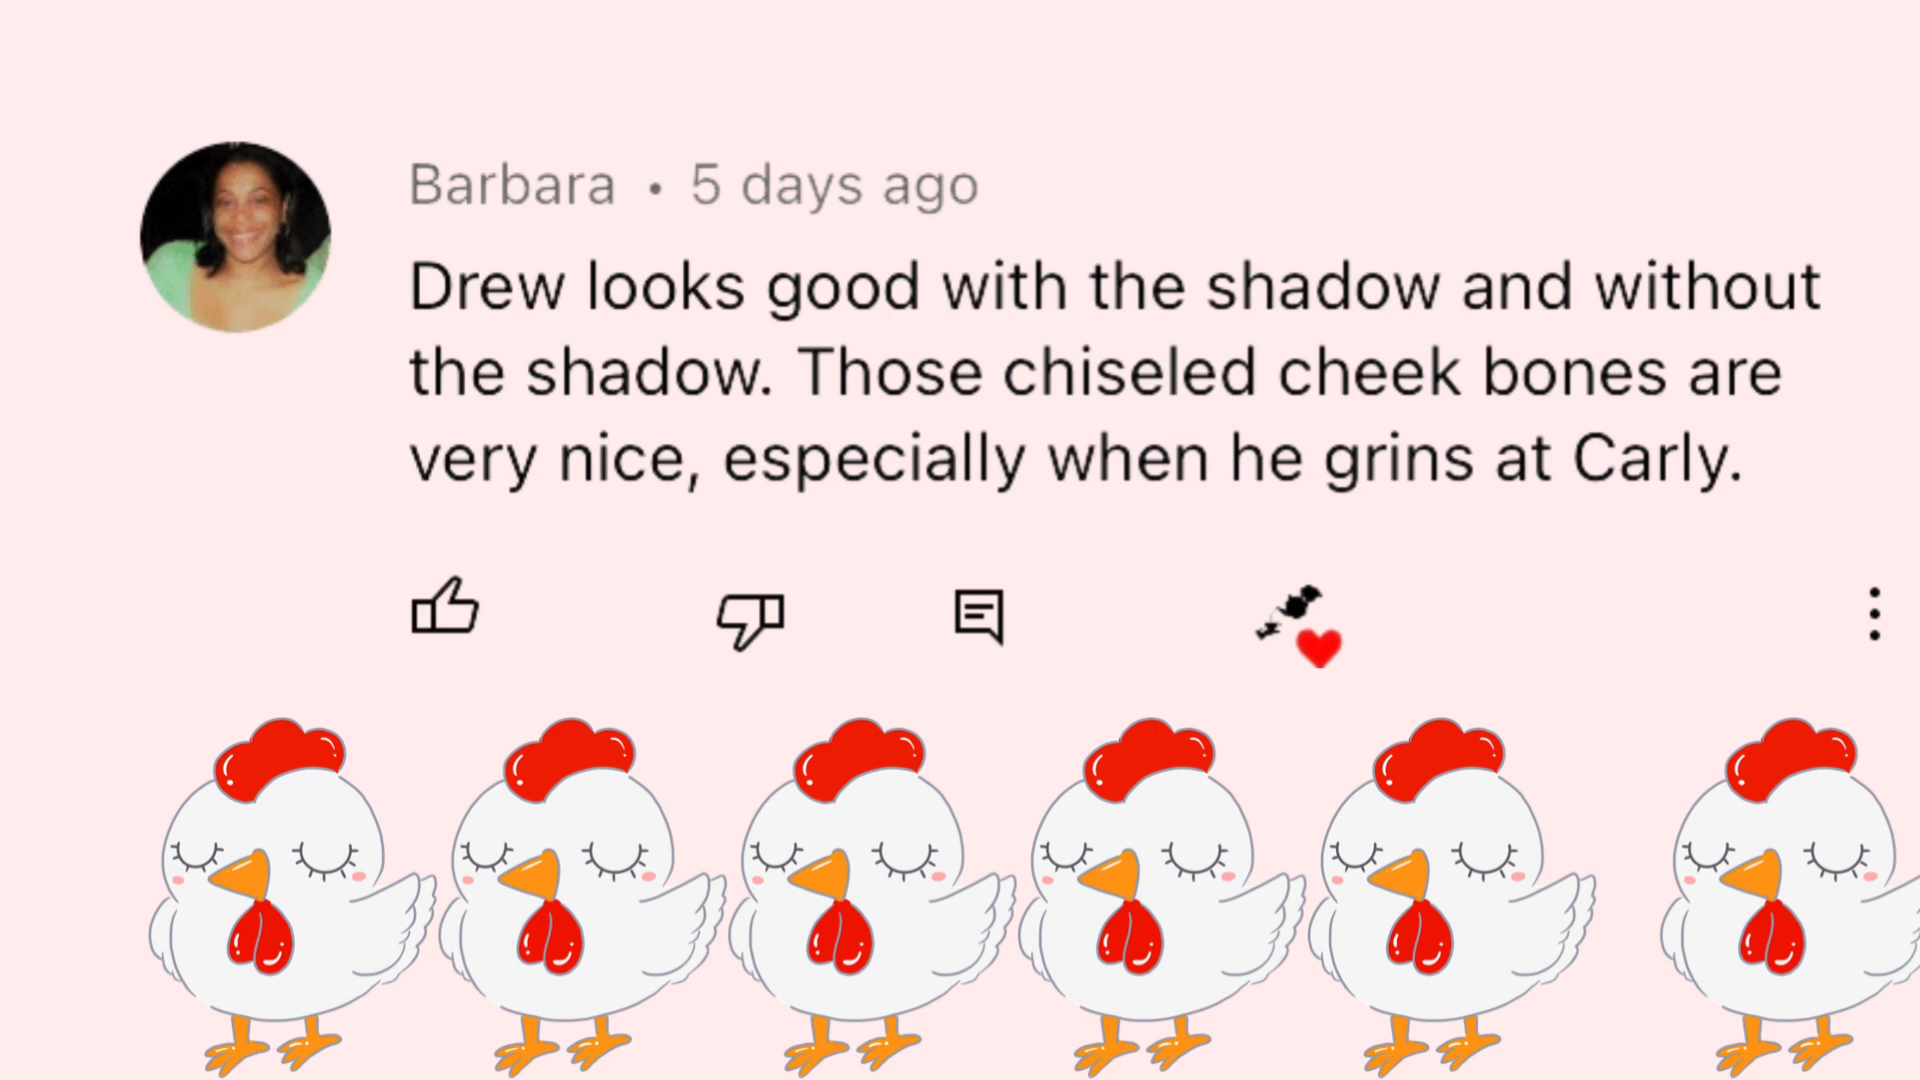 Barbara • 5 days ago
Drew looks good with the shadow and without
the shadow. Those chiseled cheek bones are
very nice, especially when he grins at Carly.